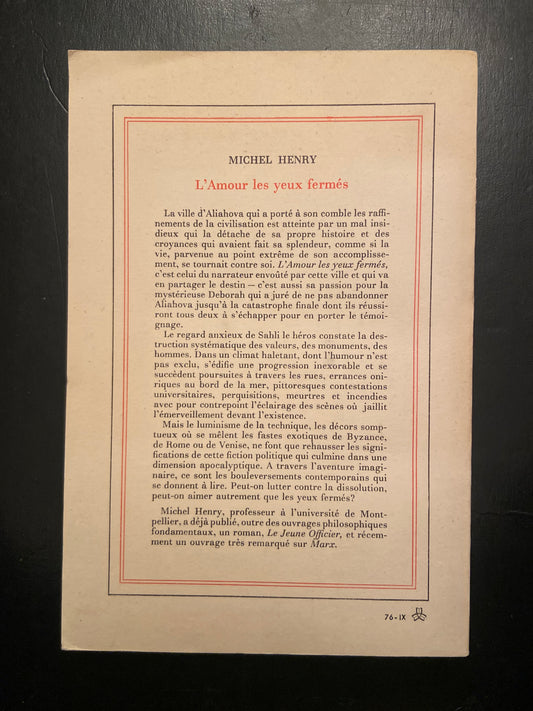 MICHEL HENRY
L'Amour les yeux fermés
La ville d'Aliahova qui a porté à son comble les raffi-
nements de la civilisation est atteinte par un mal insi-
dieux qui la détache de sa propre histoire et des
croyances qui avaient fait sa splendeur, comme si la
vie, parvenue au point extrême de son accomplisse-
ment, se tournait contre soi. L'Amour les yeux fermés,
c'est celui du narrateur envoûté par cette ville et qui va
en partager le destin — c'est aussi sa passion pour la
mystérieuse Deborah qui a juré de ne pas abandonner
Aliahova jusqu'à la catastrophe finale dont ils réussi-
ront tous deux à s'échapper pour en porter le témoi-
gnage.
Le regard anxieux de Sahli le héros constate la des-
truction systématique des valeurs, des monuments, des
hommes. Dans un climat haletant, dont l'humour n'est
pas exclu, s'édifie une progression inexorable et se
succèdent poursuites à travers les rues, errances oni-
riques au bord de la mer, pittoresques contestations
universitaires, perquisitions, meurtres et incendies
avec pour contrepoint l'éclairage des scènes où jaillit
l'émerveillement devant l'existence.
Mais le luminisme de la technique, les décors somp-
tueux où se mêlent les fastes exotiques de Byzance,
de Rome ou de Venise, ne font que rehausser les signi-
fications de cette fiction politique qui culmine dans une
dimension apocalyptique. A travers l'aventure imagi-
naire, ce sont les bouleversements contemporains qui
se donnent à lire. Peut-on lutter contre la dissolution,
peut-on aimer autrement que les yeux fermés?
Michel Henry, professeur à l'université de Mont-
pellier, a déjà publié, outre des ouvrages philosophiques
fondamentaux, un roman, Le Jeune Officier, et récem-
ment un ouvrage très remarqué sur Marx.
76-IX